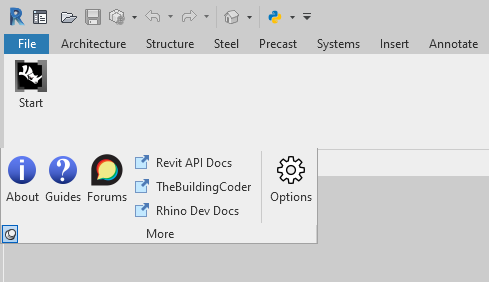 R
File Architecture Structure Steel Precast Systems Insert Annotate
Start
About Guides Forums
Revit API Docs
TheBuildingCoder
Rhino Dev Docs
Options
More